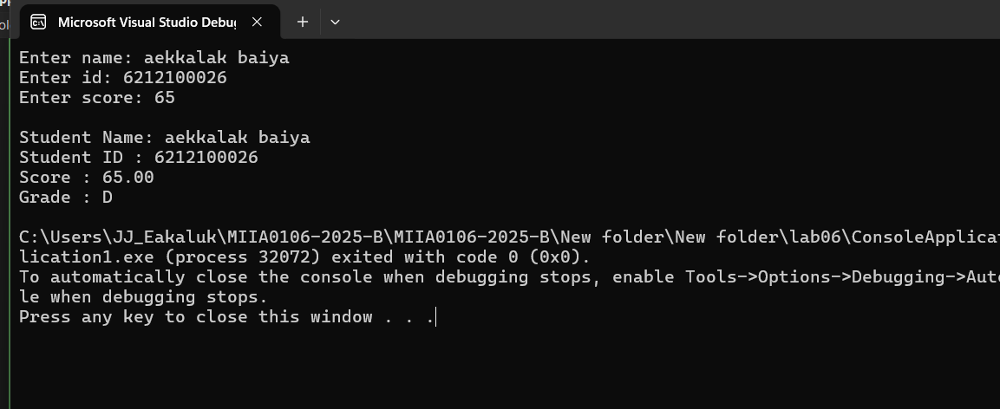 Microsoft Visual Studio Debug
Enter name: aekkalak baiya
Enter id: 6212100026
Enter score: 65
Student Name: aekkalak baiya
Student ID : 6212100026
Score : 65.00
Grade : D
C:\Users\JJ_Eakaluk\MIIA0106-2025-B\MIIA0106-2025-B\New folder\New folder\lab06\ConsoleApplicat
lication1.exe (process 32072) exited with code 0 (0x0).
To automatically close the console when debugging stops, enable Tools->Options->Debugging->Auto
le when debugging stops.
Press any key to close this window . . .